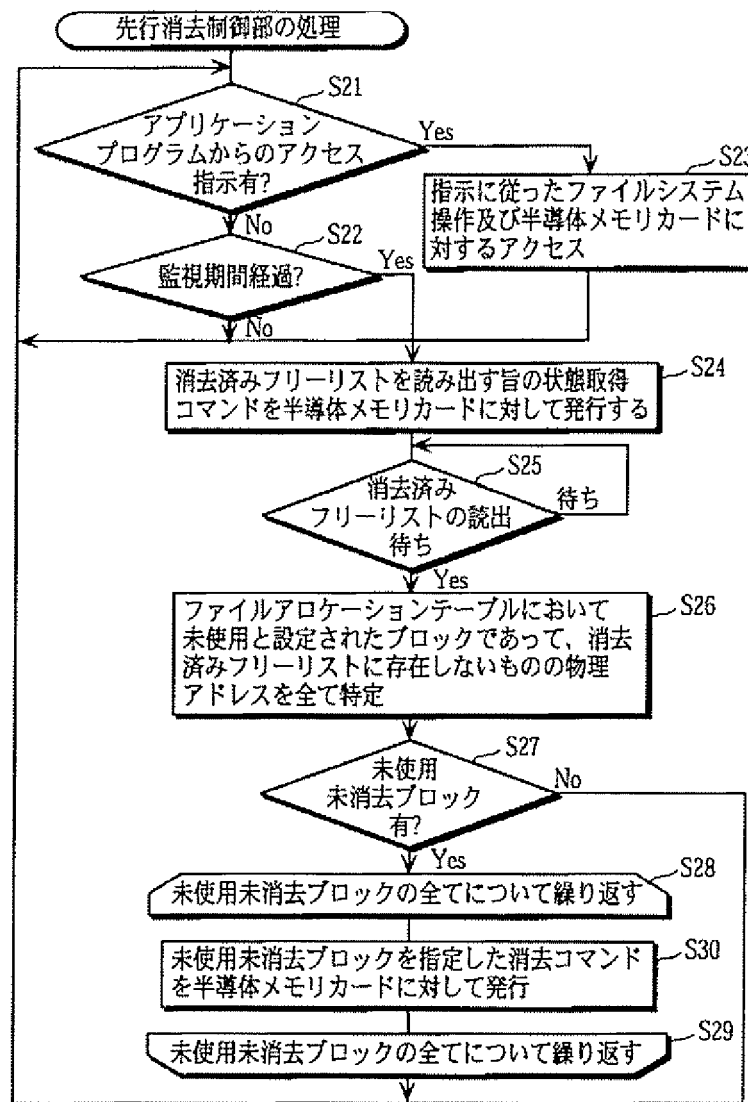 先行消去制御部の処理
S21
アプリケーション
プログラムからのアクセス
指示有?
Yes
No
S23
指示に従ったファイルシステム
操作及び半導体メモリカードに
対するアクセス
S22
監視期間経過?
Yes
No
S24
消去済みフリーリストを読み出す旨の状態取得
コマンドを半導体メモリカードに対して発行する
S25
消去済み
フリーリストの読出
待ち
待ち
Yes
S26
ファイルアロケーションテーブルにおいて
未使用と設定されたブロックであって、消去
済みフリーリストに存在しないものの物理
アドレスを全て特定
S27
未使用
未消去ブロック
有?
No
Yes
S28
未使用未消去ブロックの全てについて繰り返す
S30
未使用未消去ブロックを指定した消去コマンド
を半導体メモリカードに対して発行
S29
未使用未消去ブロックの全てについて繰り返す